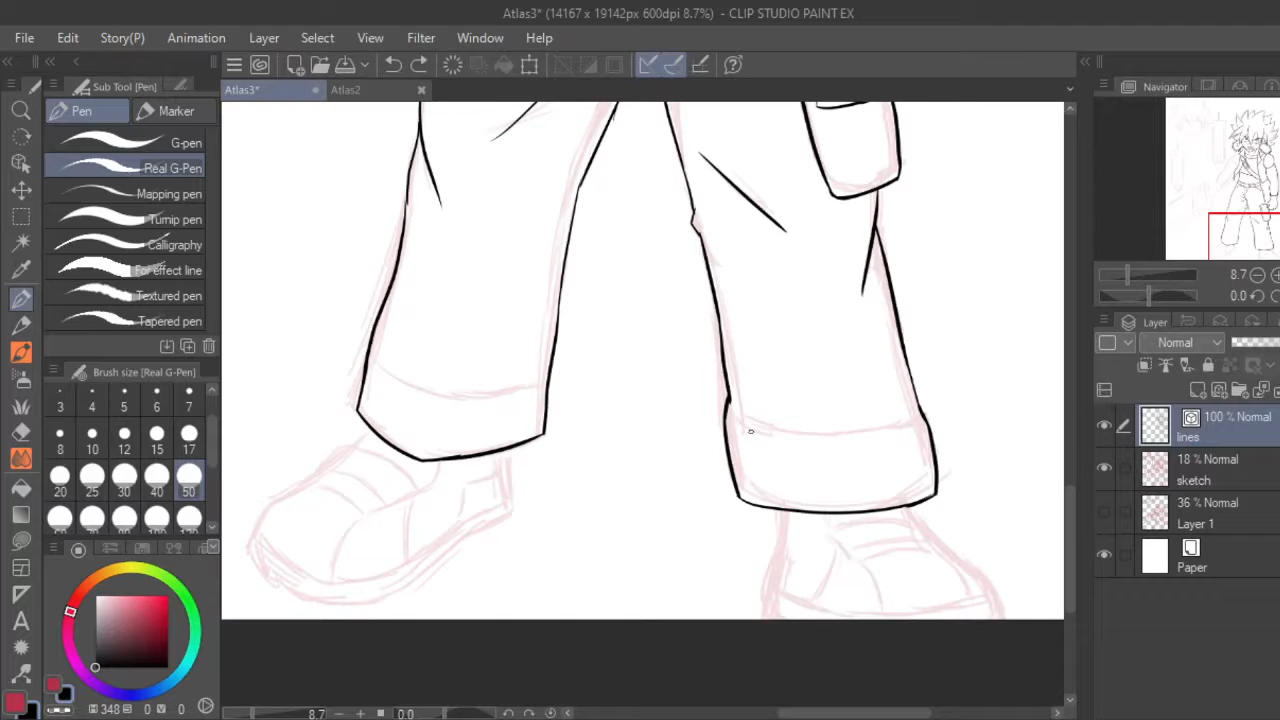 Atlas3* (14167 x 19142px 600dpi 8.7%) - CLIP STUDIO PAINT EX
File Edit Story(P) Animation Layer Select View Filter Window Help
Sub Tool [Pen]
Pen Marker
G-pen
Real G-Pen
Mapping pen
Turnip pen
Calligraphy
For effect line
Textured pen
Tapered pen
Brush size [Real G-Pen]
3 4 5 6 7
8 10 12 15 17
20 25 30 40 50
348 0 0
Atlas3* Atlas2
8.7 0.0
Navigator
8.7
0.0
Layer
Normal
100 % Normal
lines
18 % Normal
sketch
36 % Normal
Layer 1
Paper